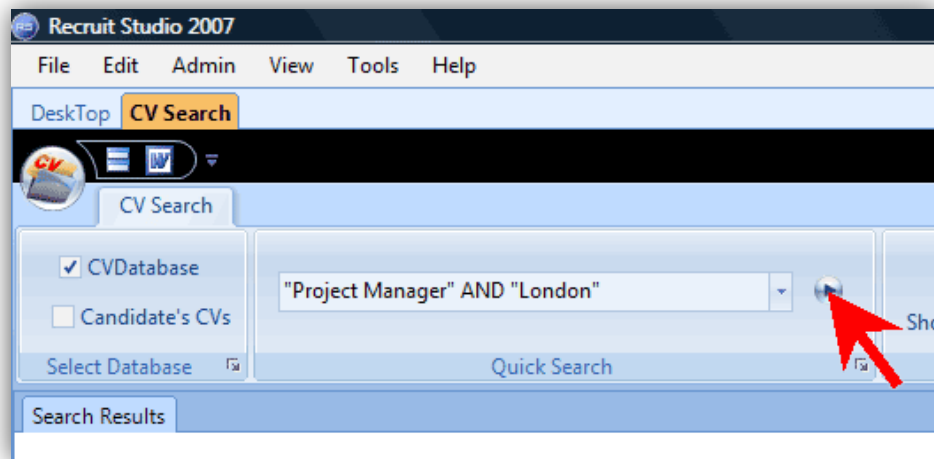 Recruit Studio 2007
File Edit Admin View Tools Help
DeskTop CV Search
CV
CV Search
CVDatabase
"Project Manager" AND "London"
Candidate's CVs
Sho
Select Database Quick Search
Search Results